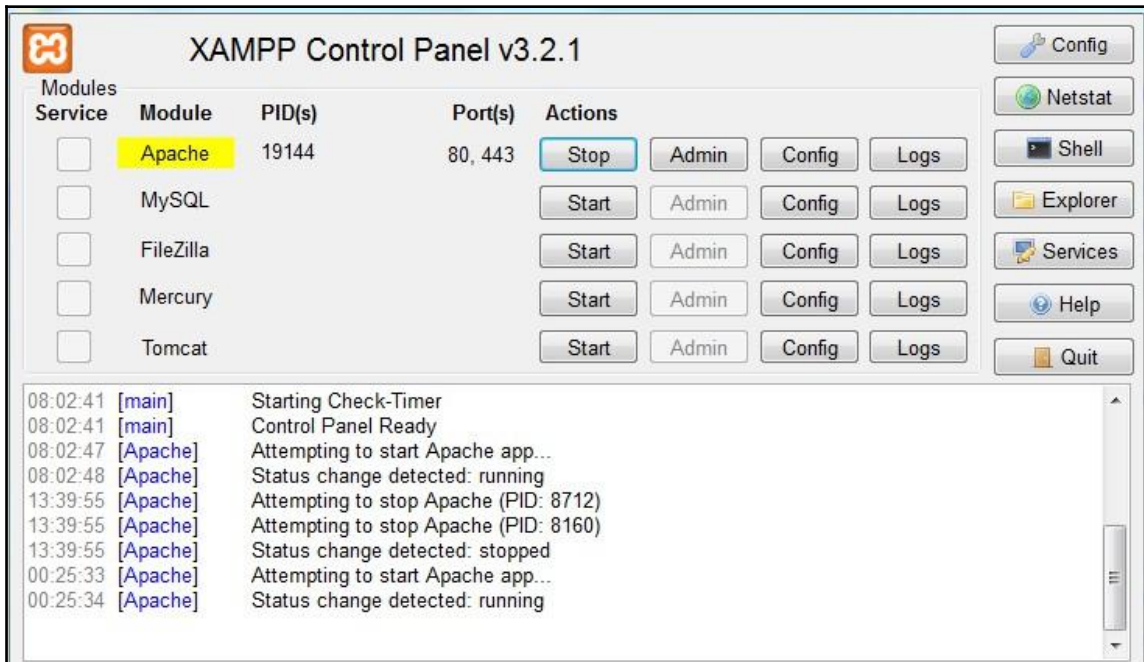 XAMPP Control Panel v3.2.1
Config
Modules
Service Module PID(s) Port(s) Actions
Netstat
Apache 19144 80, 443 Stop Admin Config Logs
Shell
MySQL Start Admin Config Logs
Explorer
FileZilla Start Admin Config Logs
Services
Mercury Start Admin Config Logs
Help
Tomcat Start Admin Config Logs
Quit
08:02:41 [main] Starting Check-Timer
08:02:41 [main] Control Panel Ready
08:02:47 [Apache] Attempting to start Apache app...
08:02:48 [Apache] Status change detected: running
13:39:55 [Apache] Attempting to stop Apache (PID: 8712)
13:39:55 [Apache] Attempting to stop Apache (PID: 8160)
13:39:55 [Apache] Status change detected: stopped
00:25:33 [Apache] Attempting to start Apache app...
00:25:34 [Apache] Status change detected: running